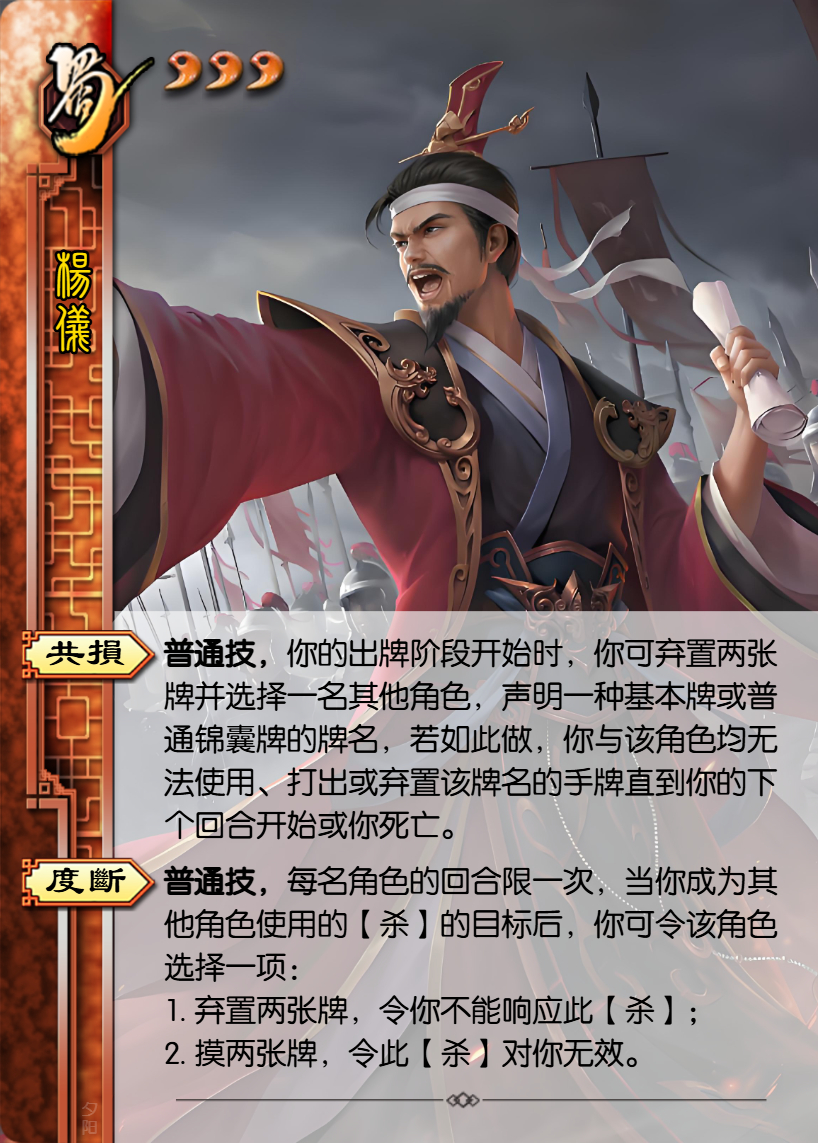 蜀
楊儀
共損
普通技，你的出牌阶段开始时，你可弃置两张
牌并选择一名其他角色，声明一种基本牌或普
通锦囊牌的牌名，若如此做，你与该角色均无
法使用、打出或弃置该牌名的手牌直到你的下
个回合开始或你死亡。
度斷
普通技，每名角色的回合限一次，当你成为其
他角色使用的【杀】的目标后，你可令该角色
选择一项：
1. 弃置两张牌，令你不能响应此【杀】；
2. 摸两张牌，令此【杀】对你无效。
夕阳